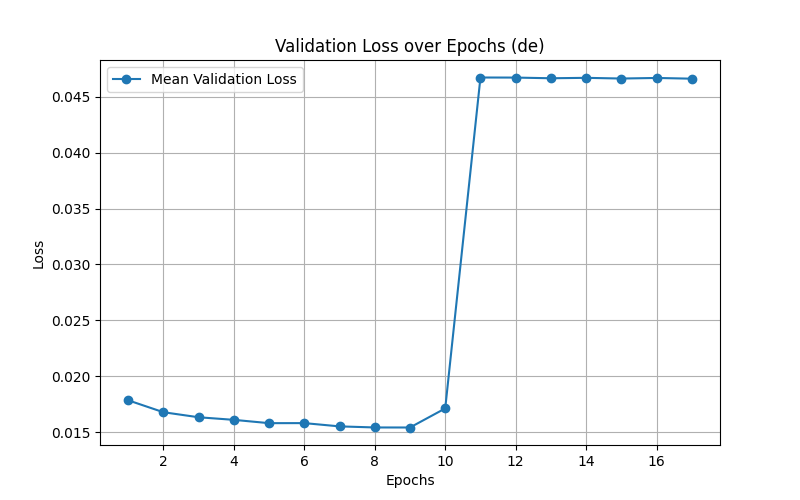 Validation Loss over Epochs (de)
Mean Validation Loss
0.045
0.040
0.035
0.030
0.025
0.020
0.015
Loss
2 4 6 8 10 12 14 16
Epochs